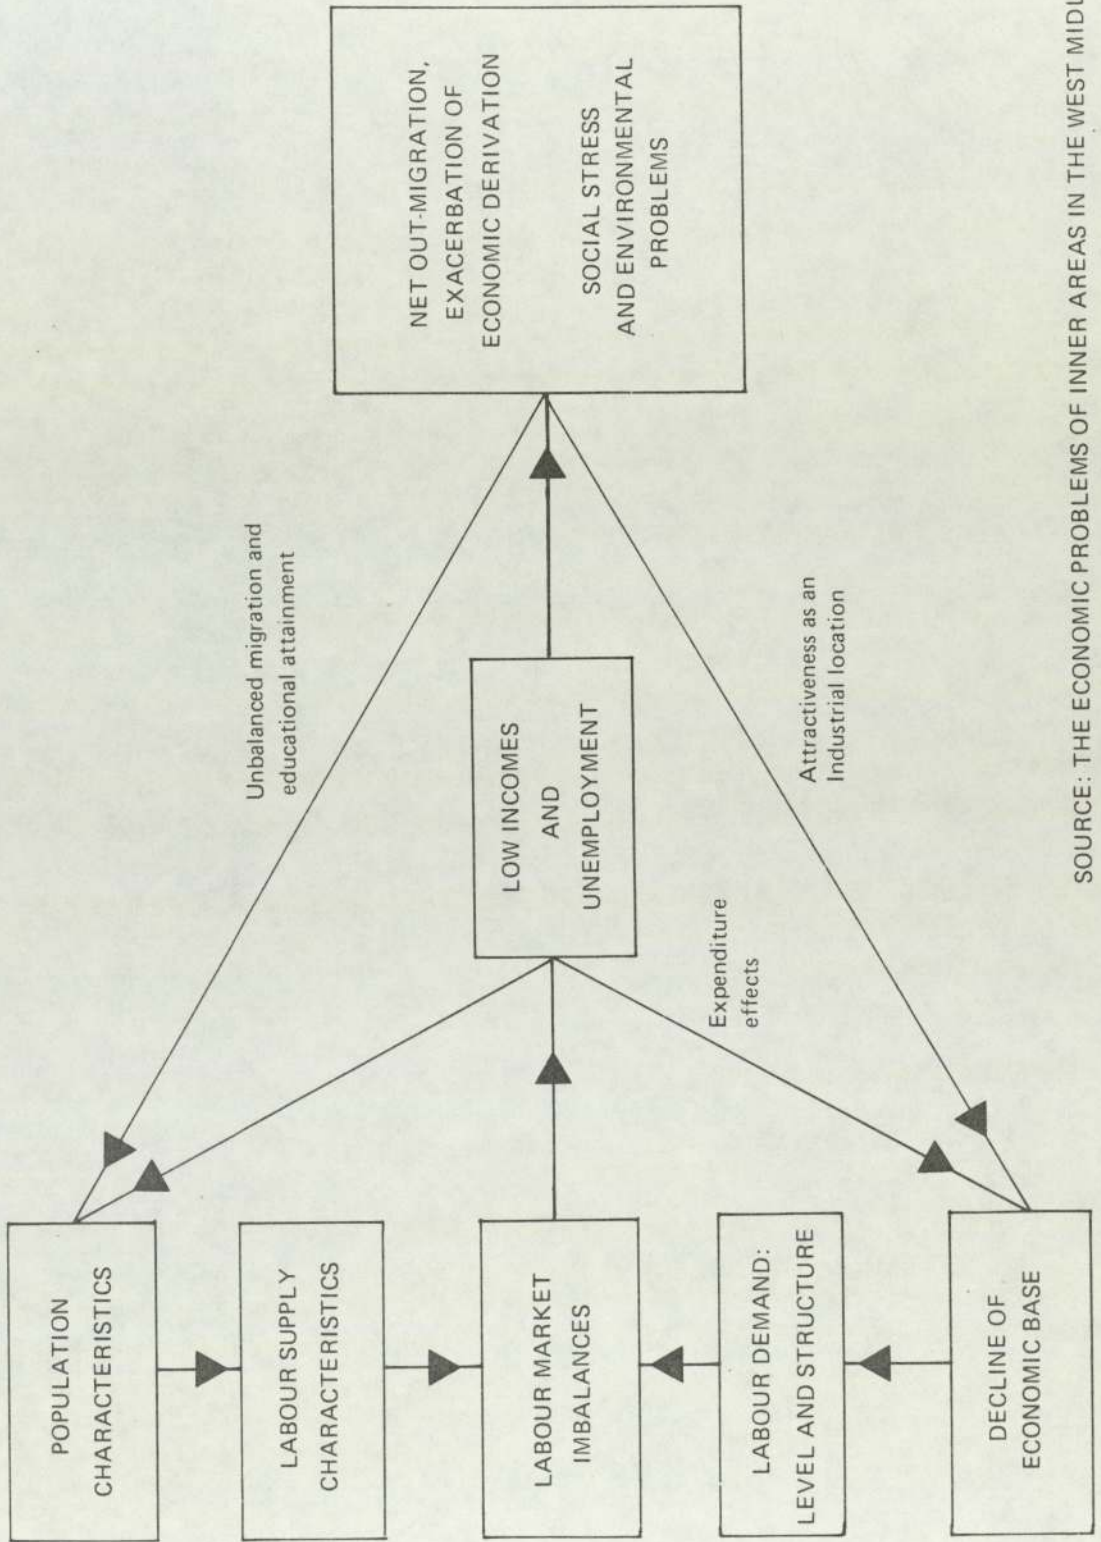 POPULATION
CHARACTERISTICS
LABOUR SUPPLY
CHARACTERISTICS
LABOUR MARKET
IMBALANCES
LABOUR DEMAND:
LEVEL AND STRUCTURE
DECLINE OF
ECONOMIC BASE
Unbalanced migration and
educational attainment
LOW INCOMES
AND
UNEMPLOYMENT
Expenditure
effects
Attractiveness as an
Industrial location
NET OUT-MIGRATION,
EXACERBATION OF
ECONOMIC DERIVATION
SOCIAL STRESS
AND ENVIRONMENTAL
PROBLEMS
SOURCE: THE ECONOMIC PROBLEMS OF INNER AREAS IN THE WEST